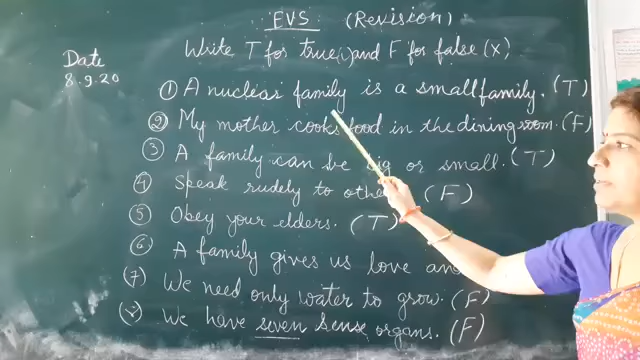 EVS (Revision)
Date
8.9.20
Write T for true(✓) and F for false (x)
① A nuclear family is a small family. (T)
② My mother cooks food in the dining room. (F)
③ A family can be big or small. (T)
④ Speak rudely to others (F)
⑤ Obey your elders. (T)
⑥ A family gives us love and
(7) We need only water to grow. (F)
We have seven sense organs. (F)